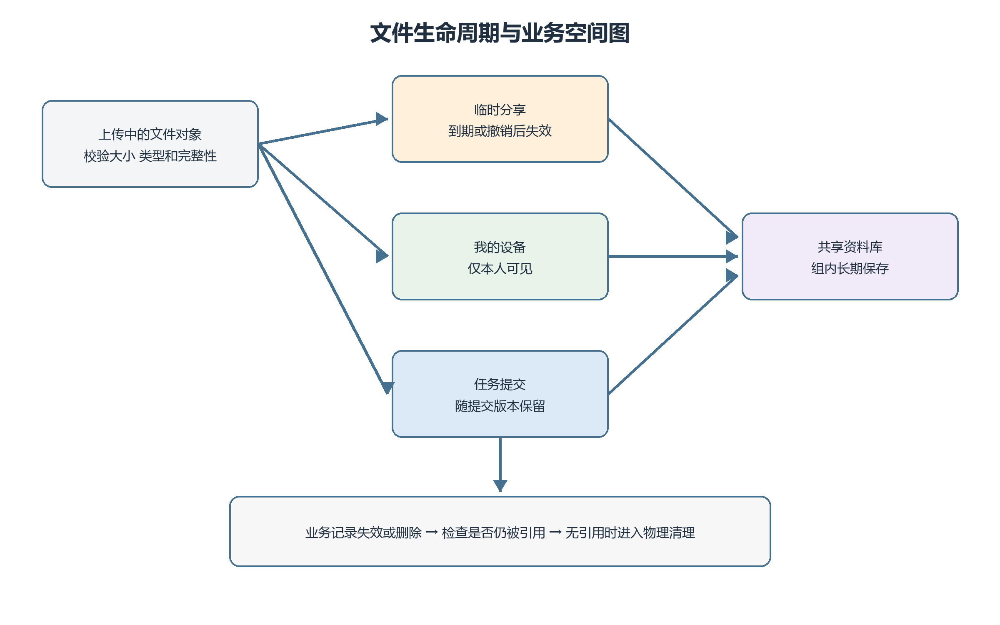 文件生命周期与业务空间图
上传中的文件对象
校验大小 类型和完整性
临时分享
到期或撤销后失效
我的设备
仅本人可见
任务提交
随提交版本保留
共享资料库
组内长期保存
业务记录失效或删除 → 检查是否仍被引用 → 无引用时进入物理清理